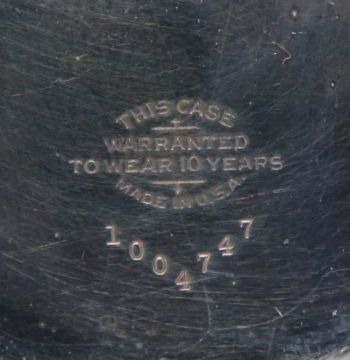 THIS CASE
WARRANTED
TO WEAR 10 YEARS
MADE IN U.S.A.
1004747